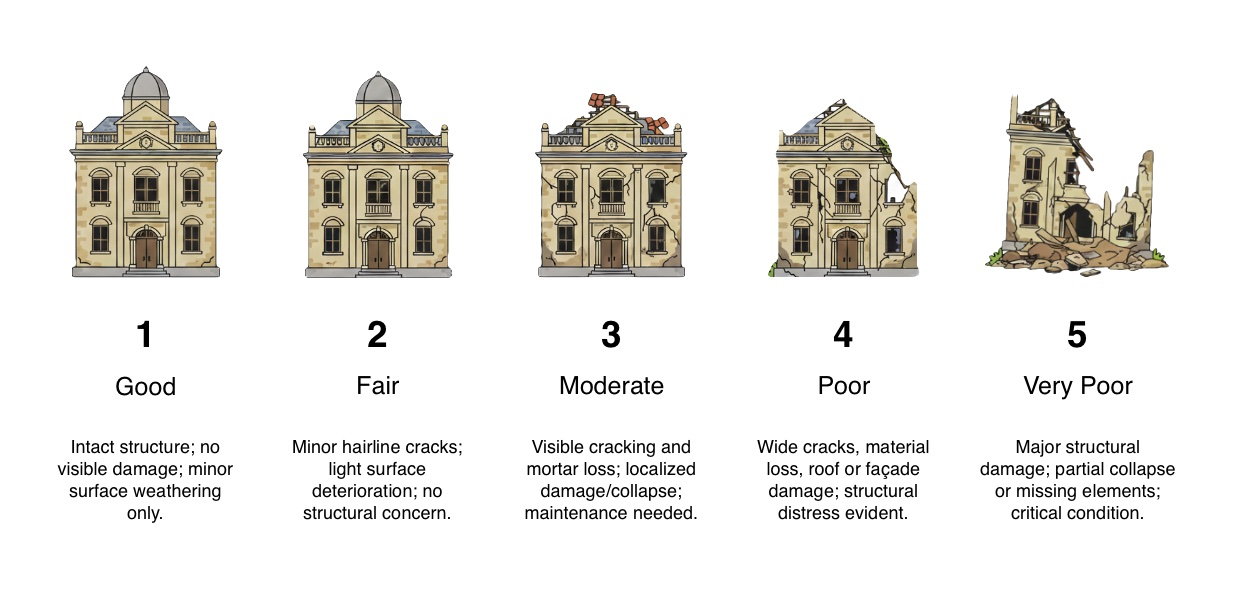 1
Good
Intact structure; no
visible damage; minor
surface weathering
only.
2
Fair
Minor hairline cracks;
light surface
deterioration; no
structural concern.
3
Moderate
Visible cracking and
mortar loss; localized
damage/collapse;
maintenance needed.
4
Poor
Wide cracks, material
loss, roof or façade
damage; structural
distress evident.
5
Very Poor
Major structural
damage; partial collapse
or missing elements;
critical condition.